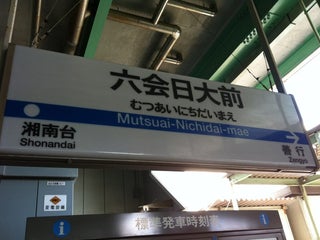 六会日大前
むつあいにちだいまえ
Mutsuai-Nichidai-mae
湘南台
Shonandai
善行
Zengyo
標準発車時刻表